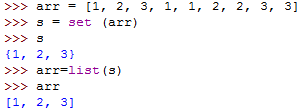 >>> arr = [1, 2, 3, 1, 1, 2, 2, 3, 3]
>>> s = set (arr)
>>> s
{1, 2, 3}
>>> arr=list(s)
>>> arr
[1, 2, 3]